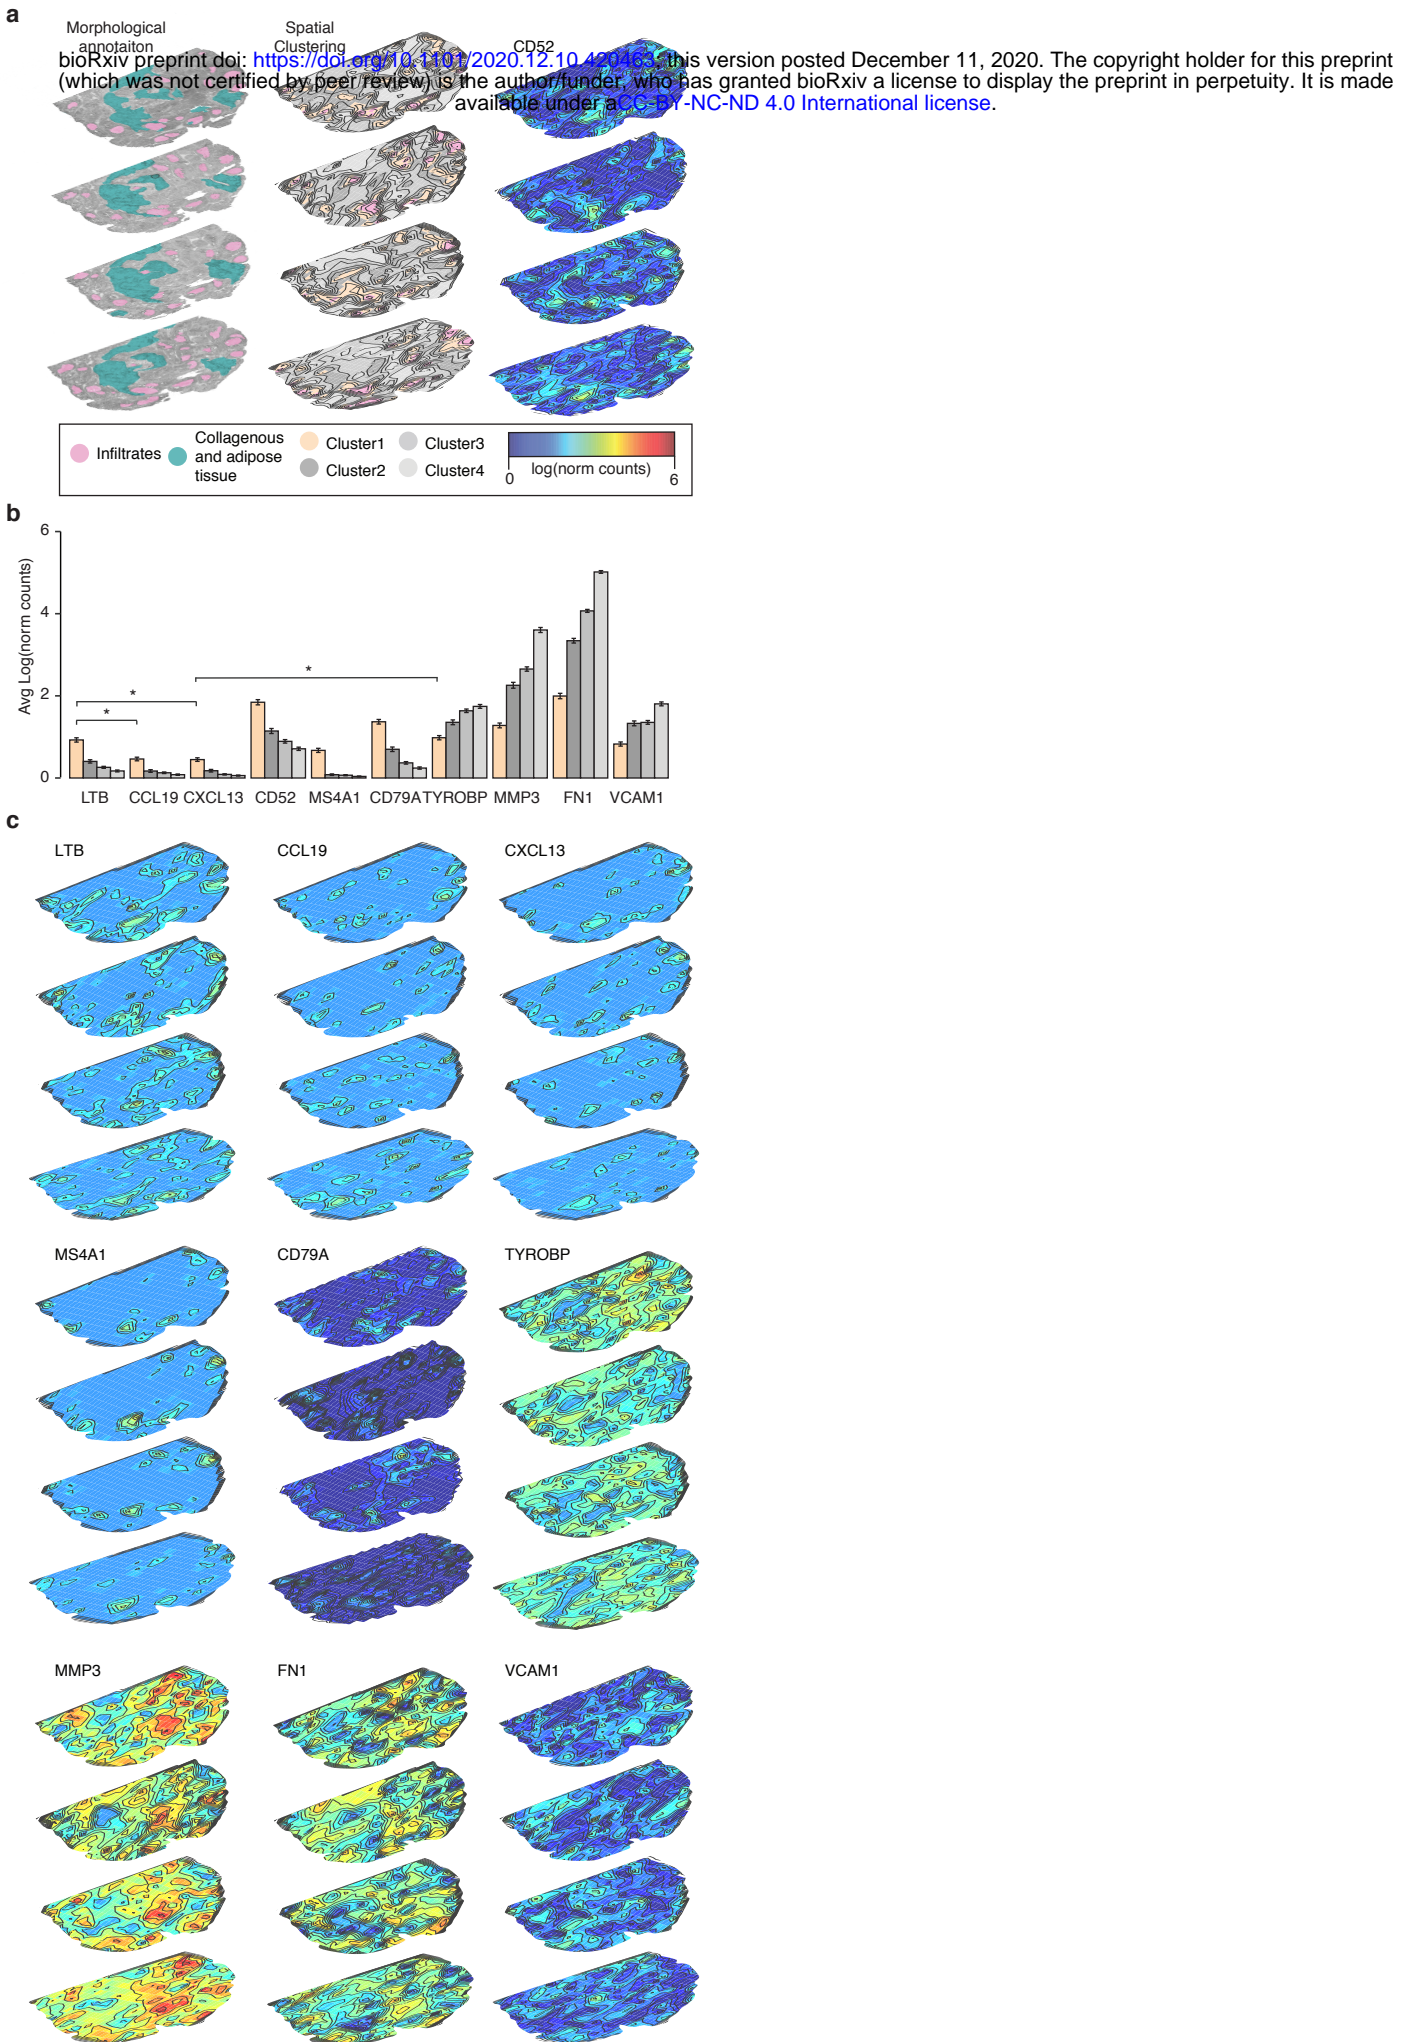 a
Morphological
annotaiton
Spatial
Clustering
CD52
bioRxiv preprint doi: https://doi.org/10.1101/2020.12.10.420463; this version posted December 11, 2020. The copyright holder for this preprint
(which was not certified by peer review) is the author/funder, who has granted bioRxiv a license to display the preprint in perpetuity. It is made
available under aCC-BY-NC-ND 4.0 International license.
Infiltrates
Collagenous
and adipose
tissue
Cluster1
Cluster2
Cluster3
Cluster4
0
log(norm counts)
6
b
Avg Log(norm counts)
6
4
2
0
*
*
*
LTB CCL19 CXCL13 CD52 MS4A1 CD79A TYROBP MMP3 FN1 VCAM1
c
LTB CCL19 CXCL13
MS4A1 CD79A TYROBP
MMP3 FN1 VCAM1